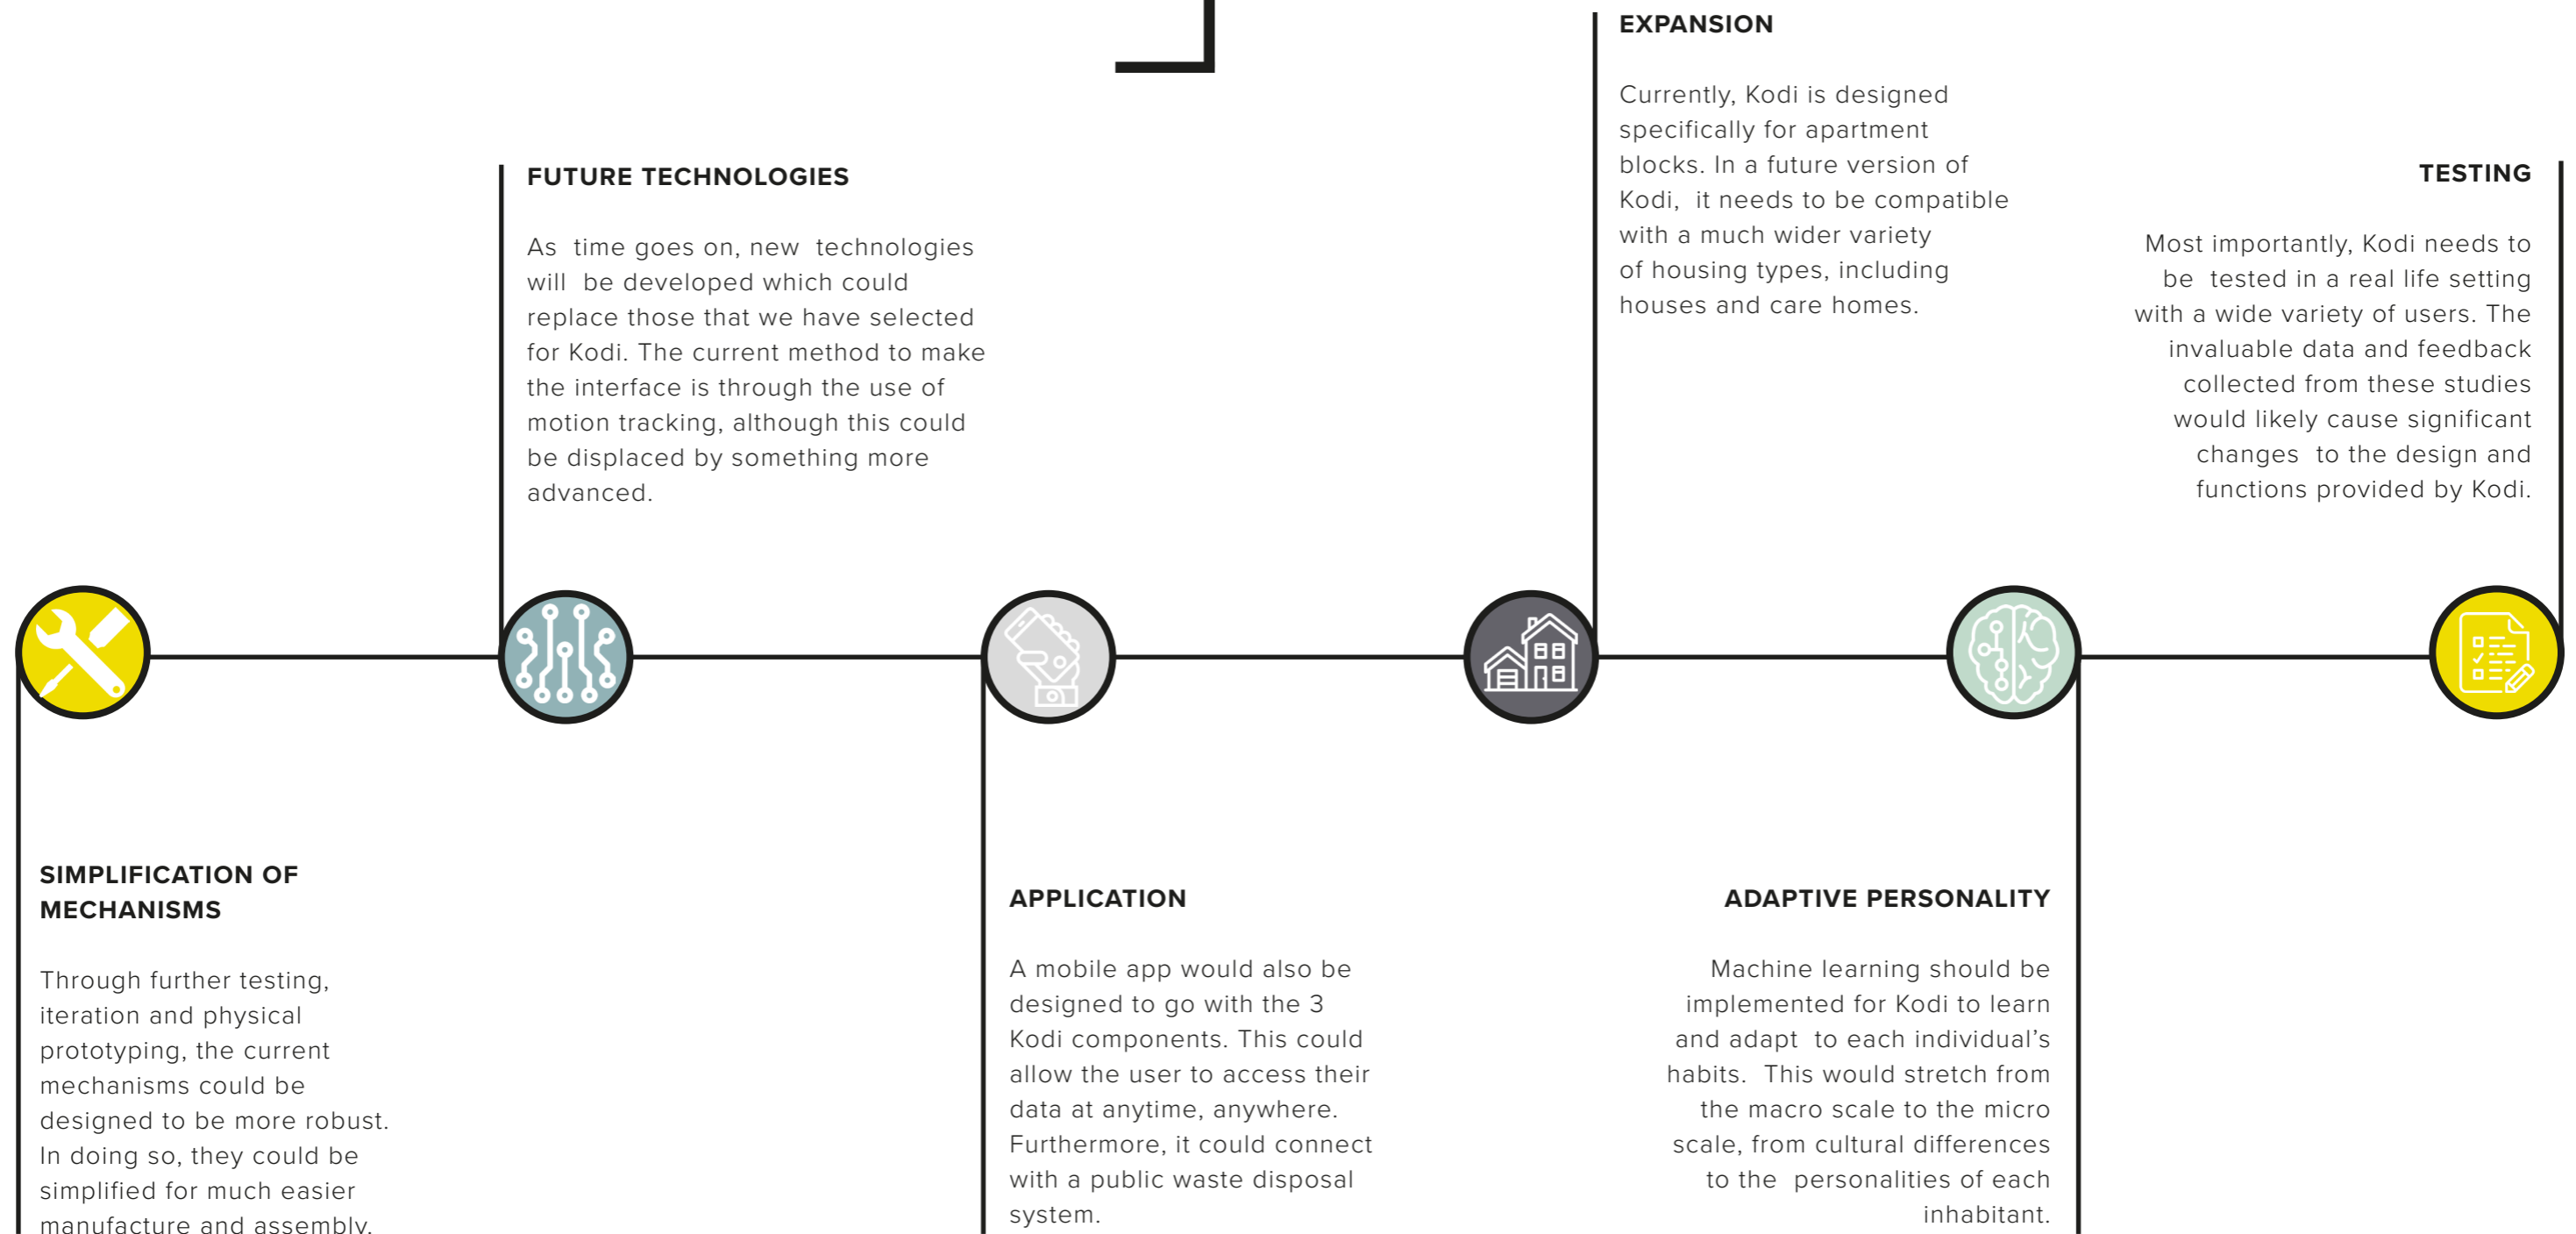 SIMPLIFICATION OF
MECHANISMS
Through further testing,
iteration and physical
prototyping, the current
mechanisms could be
designed to be more robust.
In doing so, they could be
simplified for much easier
manufacture and assembly.
FUTURE TECHNOLOGIES
As time goes on, new technologies
will be developed which could
replace those that we have selected
for Kodi. The current method to make
the interface is through the use of
motion tracking, although this could
be displaced by something more
advanced.
APPLICATION
A mobile app would also be
designed to go with the 3
Kodi components. This could
allow the user to access their
data at anytime, anywhere.
Furthermore, it could connect
with a public waste disposal
system.
EXPANSION
Currently, Kodi is designed
specifically for apartment
blocks. In a future version of
Kodi, it needs to be compatible
with a much wider variety
of housing types, including
houses and care homes.
ADAPTIVE PERSONALITY
Machine learning should be
implemented for Kodi to learn
and adapt to each individual’s
habits. This would stretch from
the macro scale to the micro
scale, from cultural differences
to the personalities of each
inhabitant.
TESTING
Most importantly, Kodi needs to
be tested in a real life setting
with a wide variety of users. The
invaluable data and feedback
collected from these studies
would likely cause significant
changes to the design and
functions provided by Kodi.